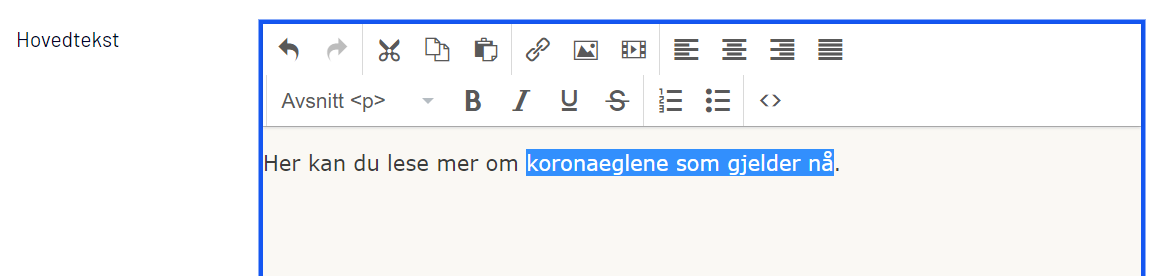 Hovedtekst
Avsnitt <p>
B I U S
Her kan du lese mer om koronaeglene som gjelder nå.